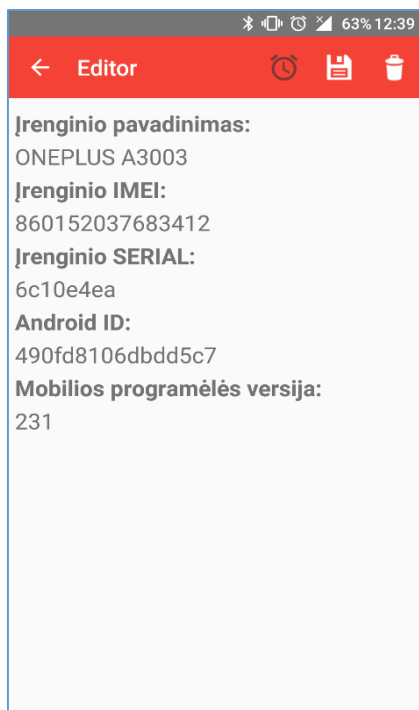 63% 12:39
Editor
Įrenginio pavadinimas:
ONEPLUS A3003
Įrenginio IMEI:
860152037683412
Įrenginio SERIAL:
6c10e4ea
Android ID:
490fd8106dbdd5c7
Mobilios programėlės versija:
231